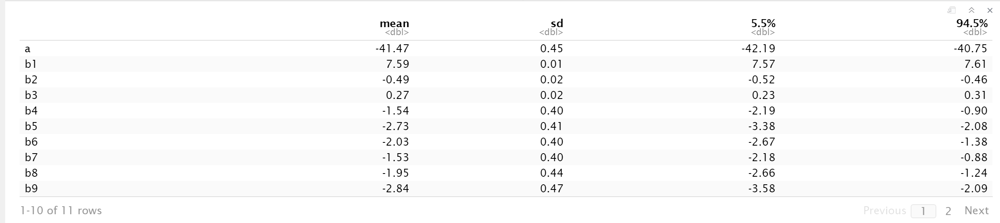 mean sd 5.5% 94.5%
<dbl> <dbl> <dbl> <dbl>
a -41.47 0.45 -42.19 -40.75
b1 7.59 0.01 7.57 7.61
b2 -0.49 0.02 -0.52 -0.46
b3 0.27 0.02 0.23 0.31
b4 -1.54 0.40 -2.19 -0.90
b5 -2.73 0.41 -3.38 -2.08
b6 -2.03 0.40 -2.67 -1.38
b7 -1.53 0.40 -2.18 -0.88
b8 -1.95 0.44 -2.66 -1.24
b9 -2.84 0.47 -3.58 -2.09
1-10 of 11 rows Previous 1 2 Next